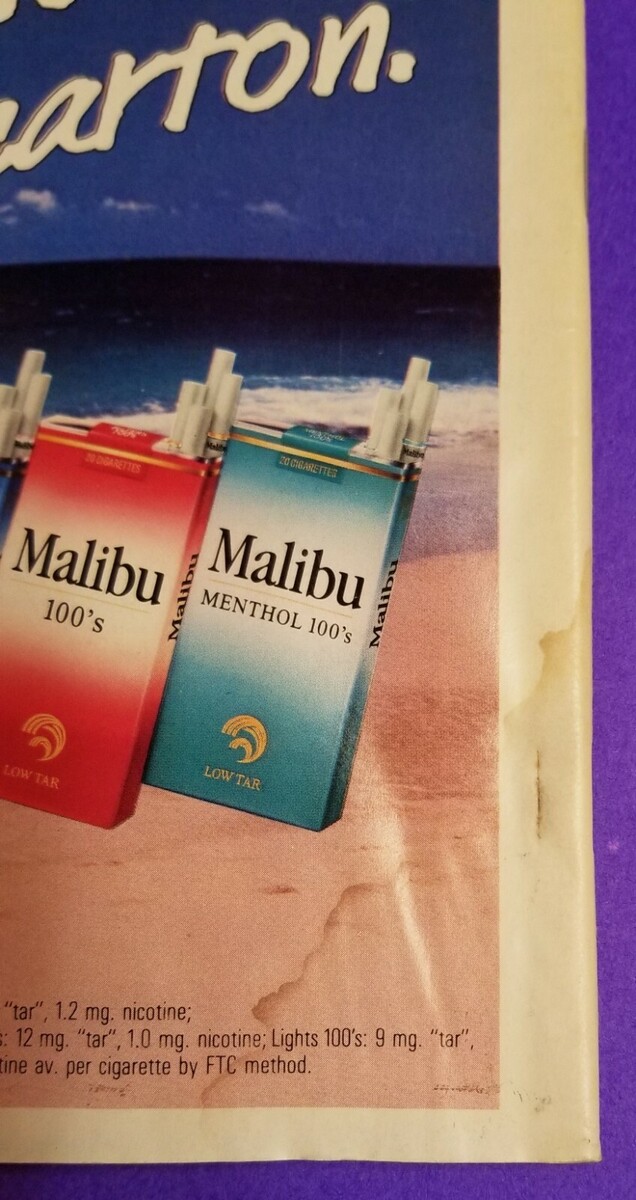 carton.
20 CIGARETTES
Malibu
100's
LOW TAR
Malibu
20 CIGARETTES
Malibu
MENTHOL 100's
LOW TAR
Malibu
"tar", 1.2 mg. nicotine;
s: 12 mg. "tar", 1.0 mg. nicotine; Lights 100's: 9 mg. "tar",
tine av. per cigarette by FTC method.